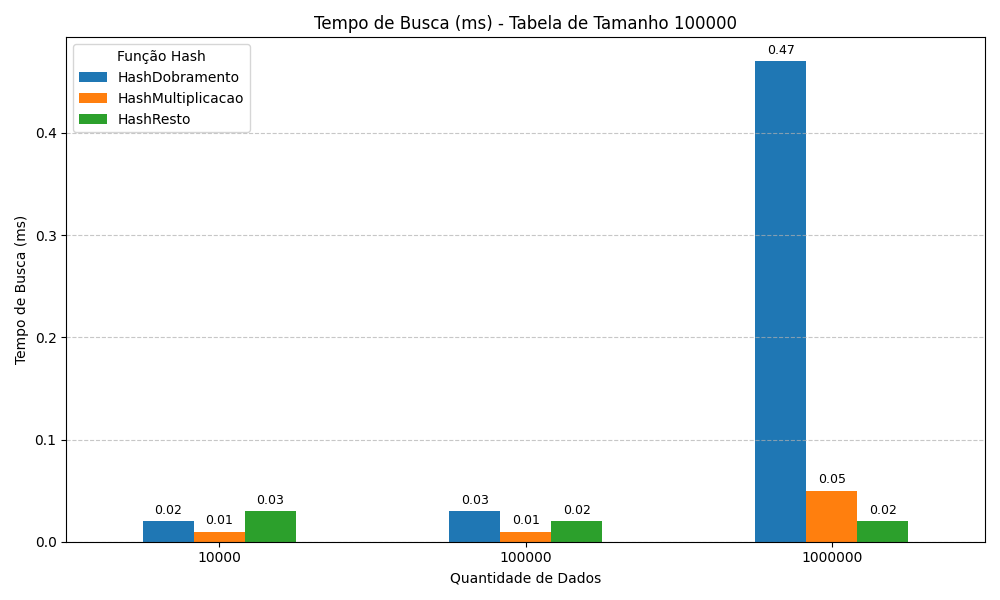 Tempo de Busca (ms) - Tabela de Tamanho 100000
Função Hash
HashDobramento
HashMultiplicacao
HashResto
Tempo de Busca (ms)
0.4
0.3
0.2
0.1
0.0
0.02
0.01
0.03
0.03
0.01
0.02
0.47
0.05
0.02
10000
100000
1000000
Quantidade de Dados